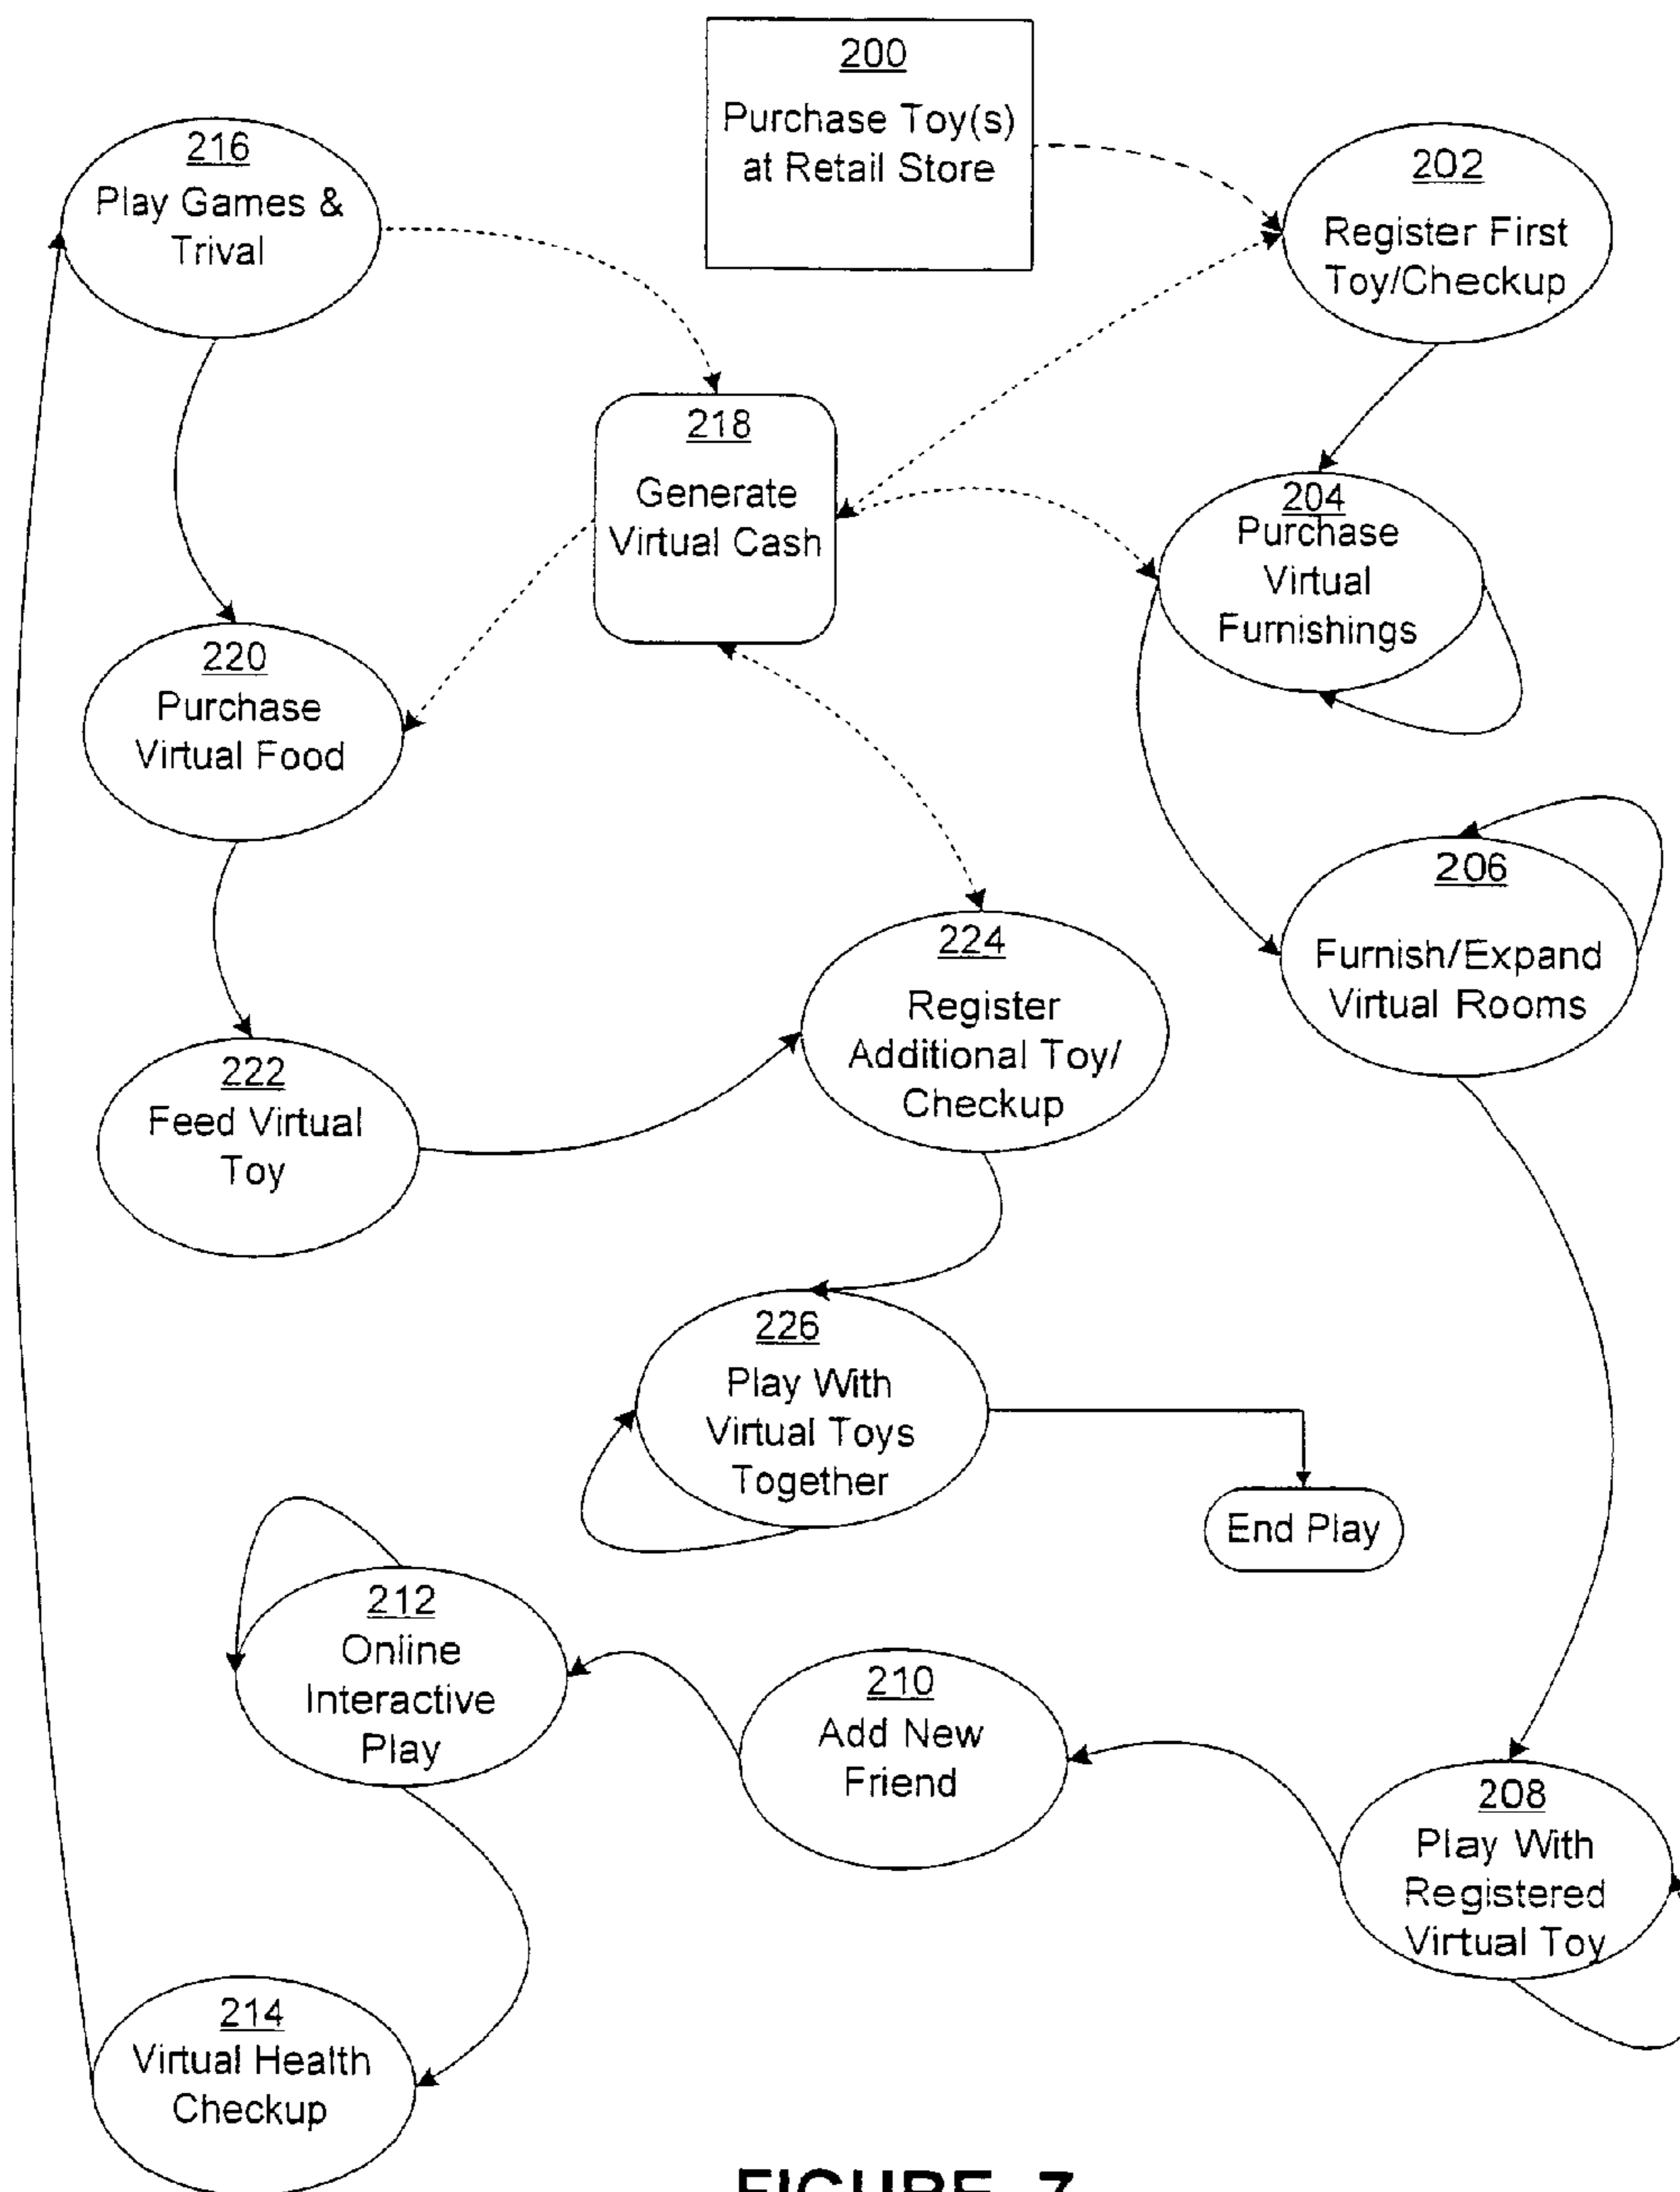 200
Purchase Toy(s)
at Retail Store
216
Play Games &
Trival
202
Register First
Toy/Checkup
218
Generate
Virtual Cash
204
Purchase
Virtual
Furnishings
220
Purchase
Virtual Food
206
Furnish/Expand
Virtual Rooms
224
Register
Additional Toy/
Checkup
222
Feed Virtual
Toy
226
Play With
Virtual Toys
Together
End Play
212
Online
Interactive
Play
210
Add New
Friend
208
Play With
Registered
Virtual Toy
214
Virtual Health
Checkup
FIGURE 7